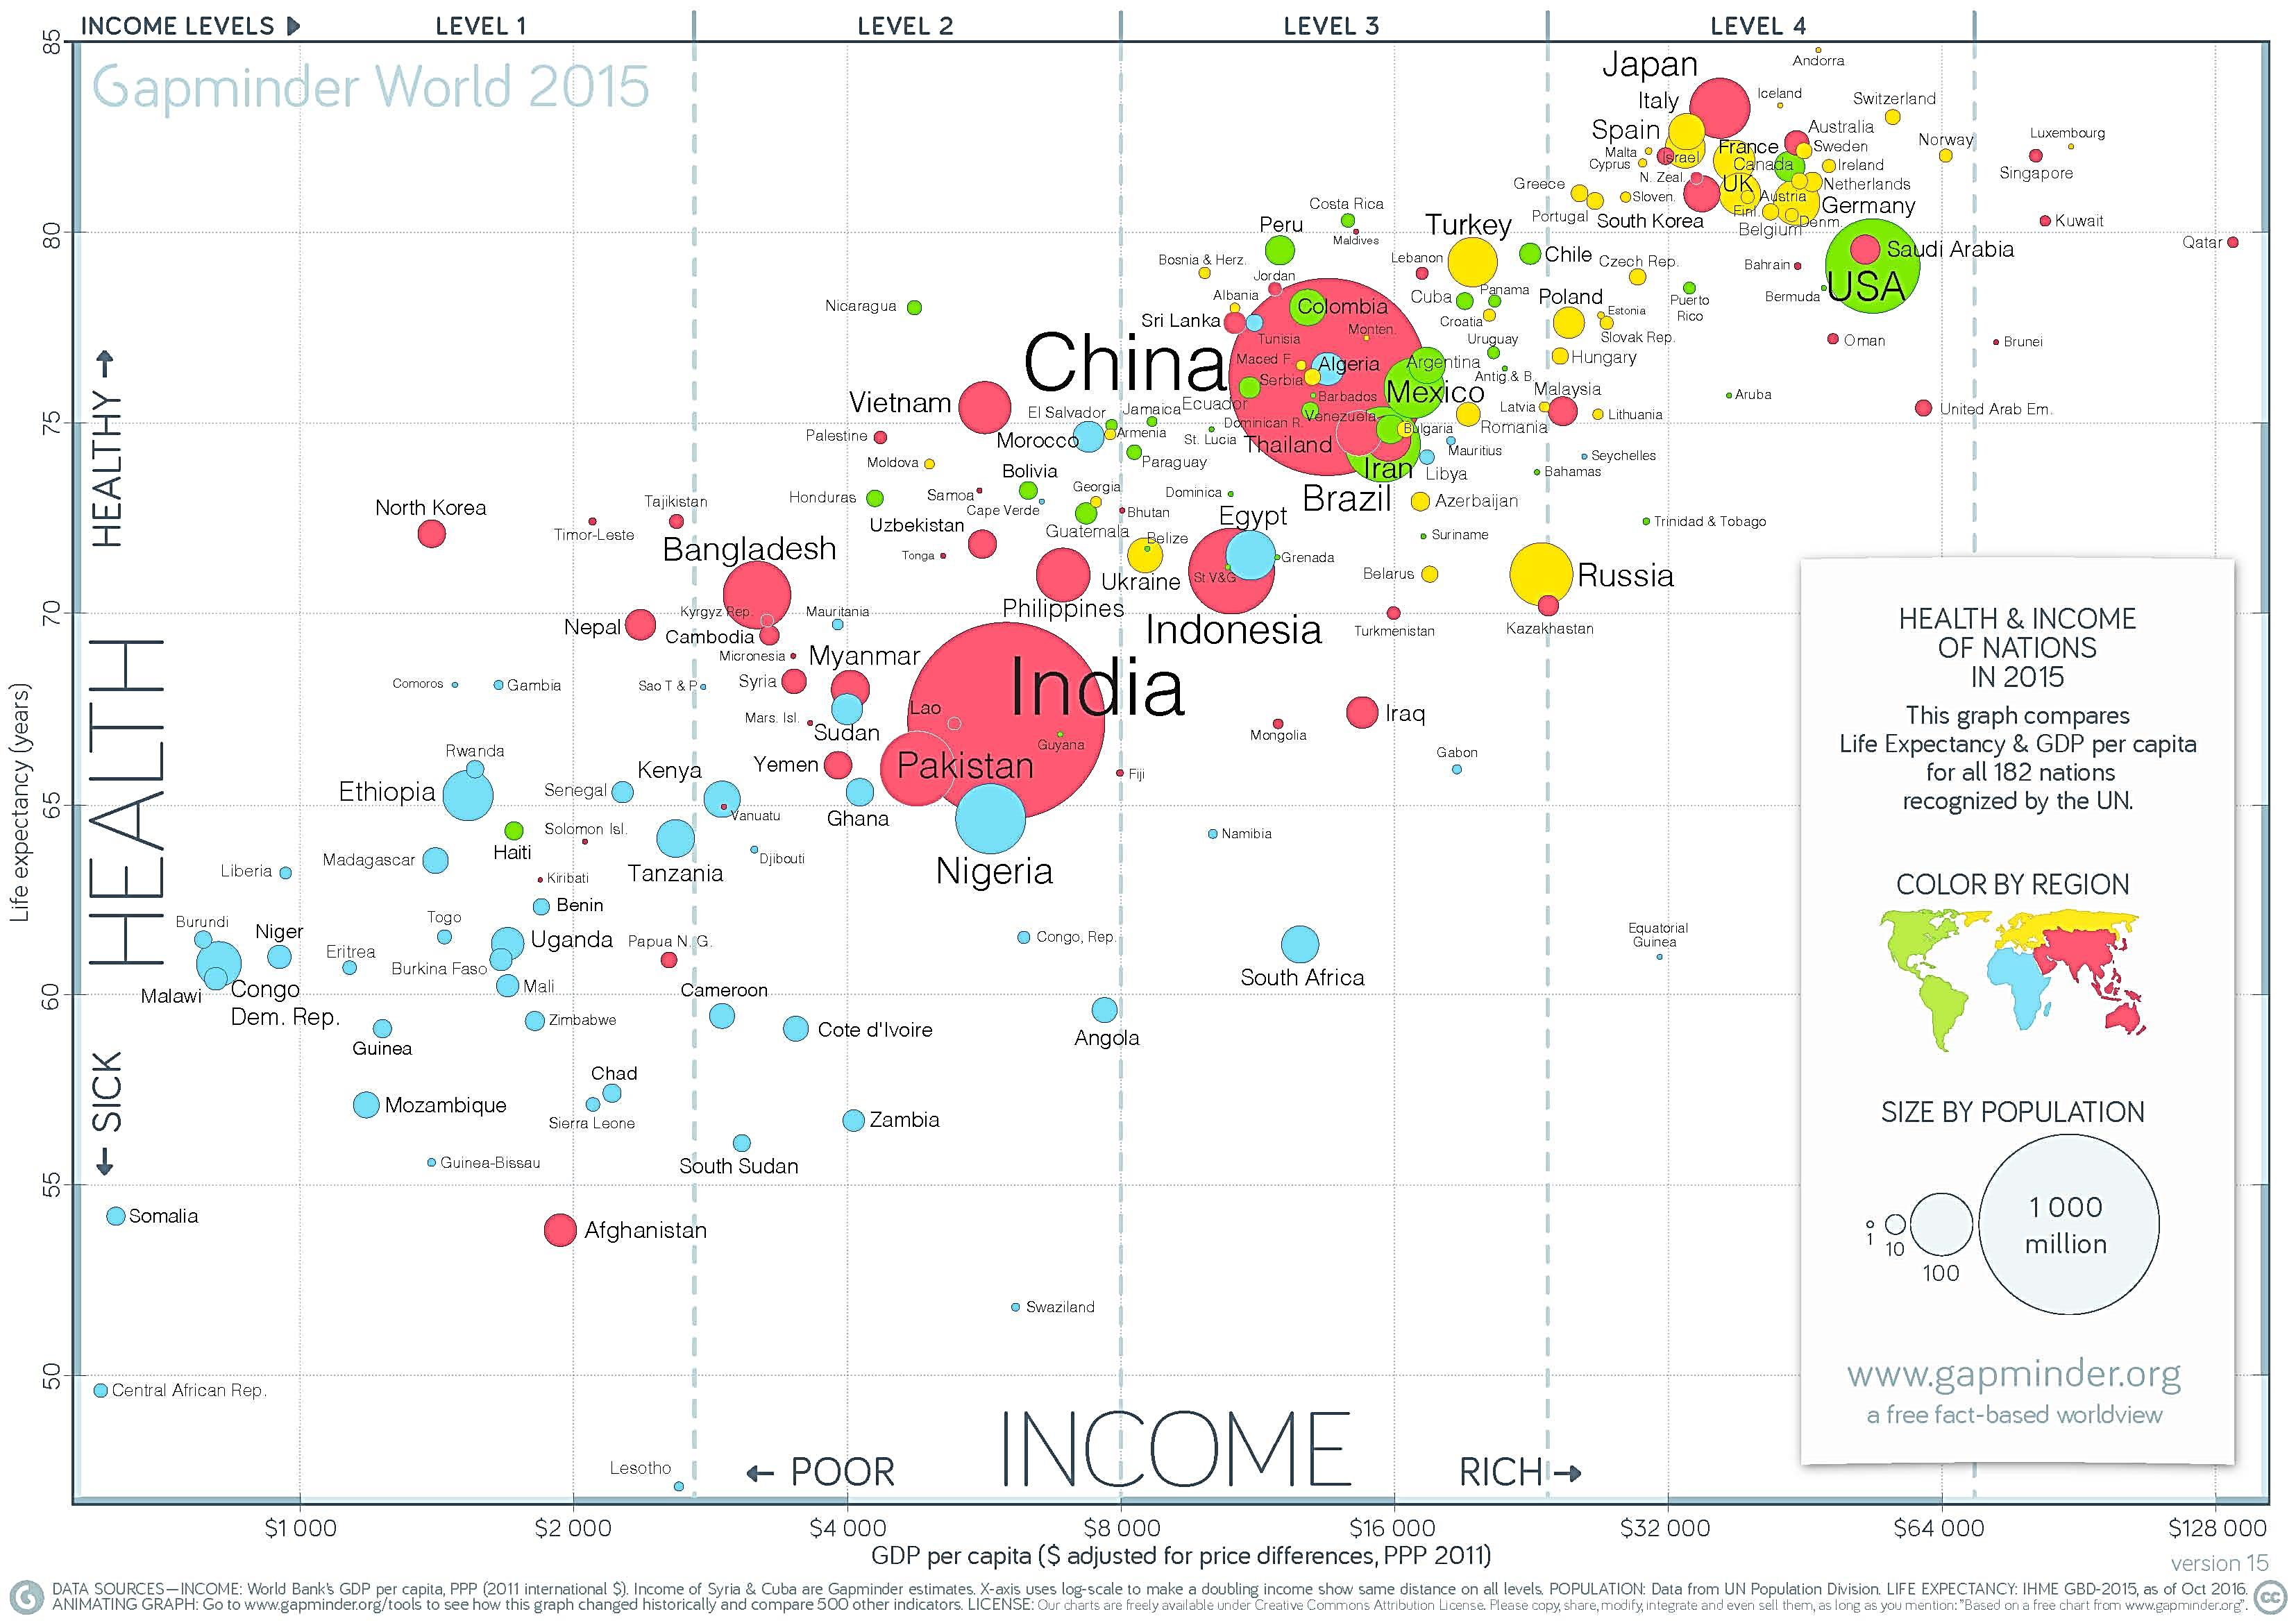 INCOME LEVELS ▶ LEVEL 1 LEVEL 2 LEVEL 3 LEVEL 4
Gapminder World 2015
85
80
75
70
65
60
55
50
Life expectancy (years)
HEALTH
HEALTHY →
← SICK
Andorra
Japan
Italy
Iceland
Switzerland
Spain
Australia
Luxembourg
Malta
France
Sweden
Norway
Cyprus
Israel
Canada
Ireland
Singapore
N. Zeal.
Greece
UK
Netherlands
Sloven.
Austria
Germany
Costa Rica
Portugal
South Korea
Finl.
Denm.
Kuwait
Peru
Turkey
Belgium
Maldives
Qatar
Saudi Arabia
Bosnia & Herz.
Lebanon
Chile
Czech Rep.
Bahrain
Jordan
USA
Albania
Cuba
Panama
Poland
Puerto
Rico
Bermuda
Nicaragua
Colombia
Estonia
Sri Lanka
Croatia
Monten.
Tunisia
Uruguay
Slovak Rep.
Oman
Brunei
China
Maced F.
Algeria
Argentina
Hungary
Serbia
Antig.& B.
Malaysia
Mexico
Barbados
Aruba
Vietnam
El Salvador
Jamaica
Ecuador
Latvia
Lithuania
United Arab Em.
Venezuela
Dominican R.
Palestine
Morocco
Armenia
St. Lucia
Thailand
Bulgaria
Romania
Mauritius
Moldova
Paraguay
Seychelles
Bolivia
Iran
Libya
Bahamas
North Korea
Tajikistan
Honduras
Samoa
Georgia
Dominica
Brazil
Azerbaijan
Cape Verde
Bhutan
Timor-Leste
Uzbekistan
Guatemala
Egypt
Trinidad & Tobago
Bangladesh
Tonga
Belize
Grenada
Suriname
Ukraine
St.V&G
Belarus
Russia
Philippines
Kyrgyz Rep.
Mauritania
Nepal
Cambodia
Indonesia
Turkmenistan
Kazakhstan
Micronesia
Myanmar
Comoros
Gambia
Sao T & P
Syria
India
Mars. Isl.
Lao
Sudan
Iraq
Mongolia
Guyana
Rwanda
Yemen
Pakistan
Fiji
Gabon
Ethiopia
Senegal
Kenya
Vanuatu
Ghana
Solomon Isl.
Haiti
Namibia
Madagascar
Liberia
Tanzania
Djibouti
Nigeria
Kiribati
Benin
Burundi
Niger
Togo
Eritrea
Uganda
Papua N. G.
Congo, Rep.
Equatorial
Guinea
Burkina Faso
South Africa
Malawi
Congo
Dem. Rep.
Mali
Cameroon
Zimbabwe
Cote d'Ivoire
Angola
Guinea
Chad
Mozambique
Sierra Leone
Zambia
Guinea-Bissau
South Sudan
Somalia
Afghanistan
Swaziland
Central African Rep.
Lesotho
HEALTH & INCOME
OF NATIONS
IN 2015
This graph compares
Life Expectancy & GDP per capita
for all 182 nations
recognized by the UN.
COLOR BY REGION
SIZE BY POPULATION
1
10
100
1 000
million
www.gapminder.org
a free fact-based worldview
← POOR INCOME RICH →
$1 000 $2 000 $4 000 $8 000 $16 000 $32 000 $64 000 $128 000
GDP per capita ($ adjusted for price differences, PPP 2011)
version 15
DATA SOURCES—INCOME: World Bank's GDP per capita, PPP (2011 international $). Income of Syria & Cuba are Gapminder estimates. X-axis uses log-scale to make a doubling income show same distance on all levels. POPULATION: Data from UN Population Division. LIFE EXPECTANCY: IHME GBD-2015, as of Oct 2016.
ANIMATING GRAPH: Go to www.gapminder.org/tools to see how this graph changed historically and compare 500 other indicators. LICENSE: Our charts are freely available under Creative Commons Attribution License. Please copy, share, modify, integrate and even sell them, as long as you mention: "Based on a free chart from www.gapminder.org".
cc